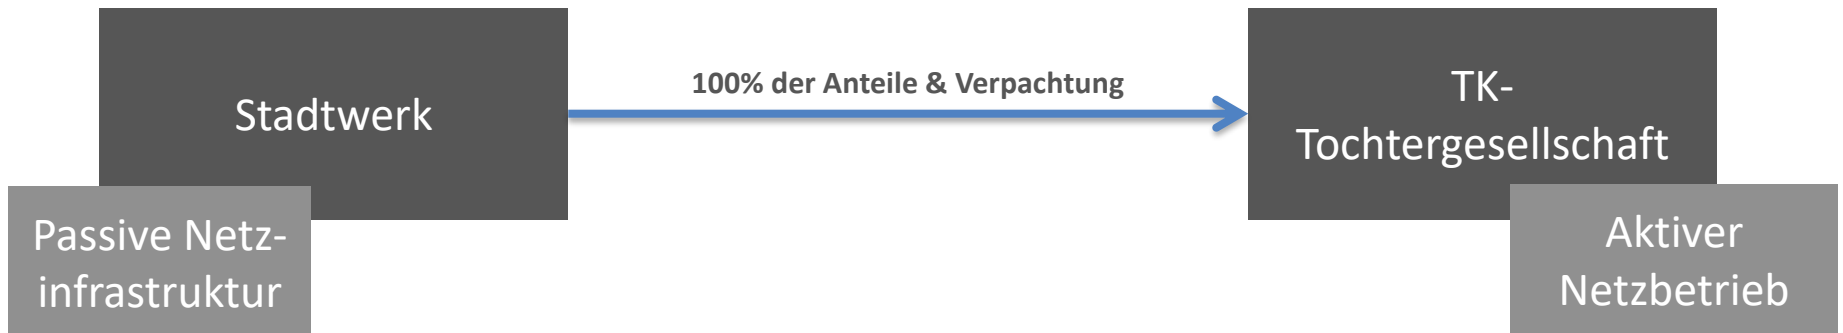 Stadtwerk
100% der Anteile & Verpachtung
TK-
Tochtergesellschaft
Passive Netz-
infrastruktur
Aktiver
Netzbetrieb